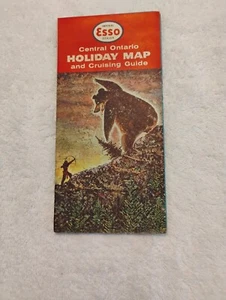 Esso
Central Ontario
HOLIDAY MAP
and Cruising Guide